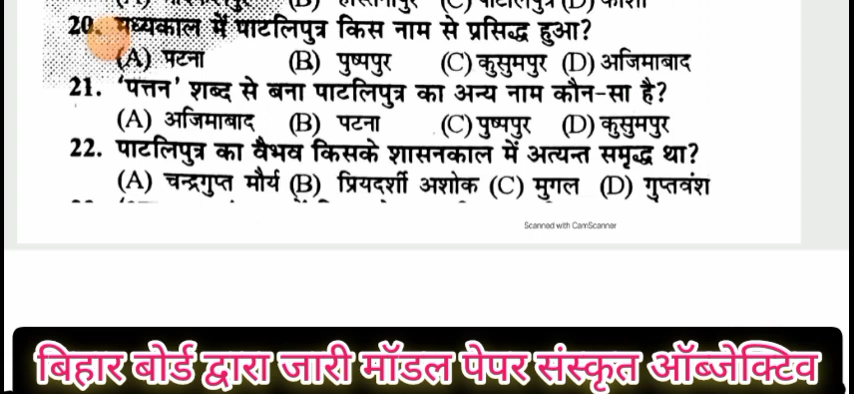 20. मध्यकाल में पाटलिपुत्र किस नाम से प्रसिद्ध हुआ?
(A) पटना (B) पुष्पपुर (C) कुसुमपुर (D) अजिमाबाद
21. 'पत्तन' शब्द से बना पाटलिपुत्र का अन्य नाम कौन-सा है?
(A) अजिमाबाद (B) पटना (C) पुष्पपुर (D) कुसुमपुर
22. पाटलिपुत्र का वैभव किसके शासनकाल में अत्यन्त समृद्ध था?
(A) चन्द्रगुप्त मौर्य (B) प्रियदर्शी अशोक (C) मुगल (D) गुप्तवंश
Scanned with CamScanner
बिहार बोर्ड द्वारा जारी मॉडल पेपर संस्कृत ऑब्जेक्टिव